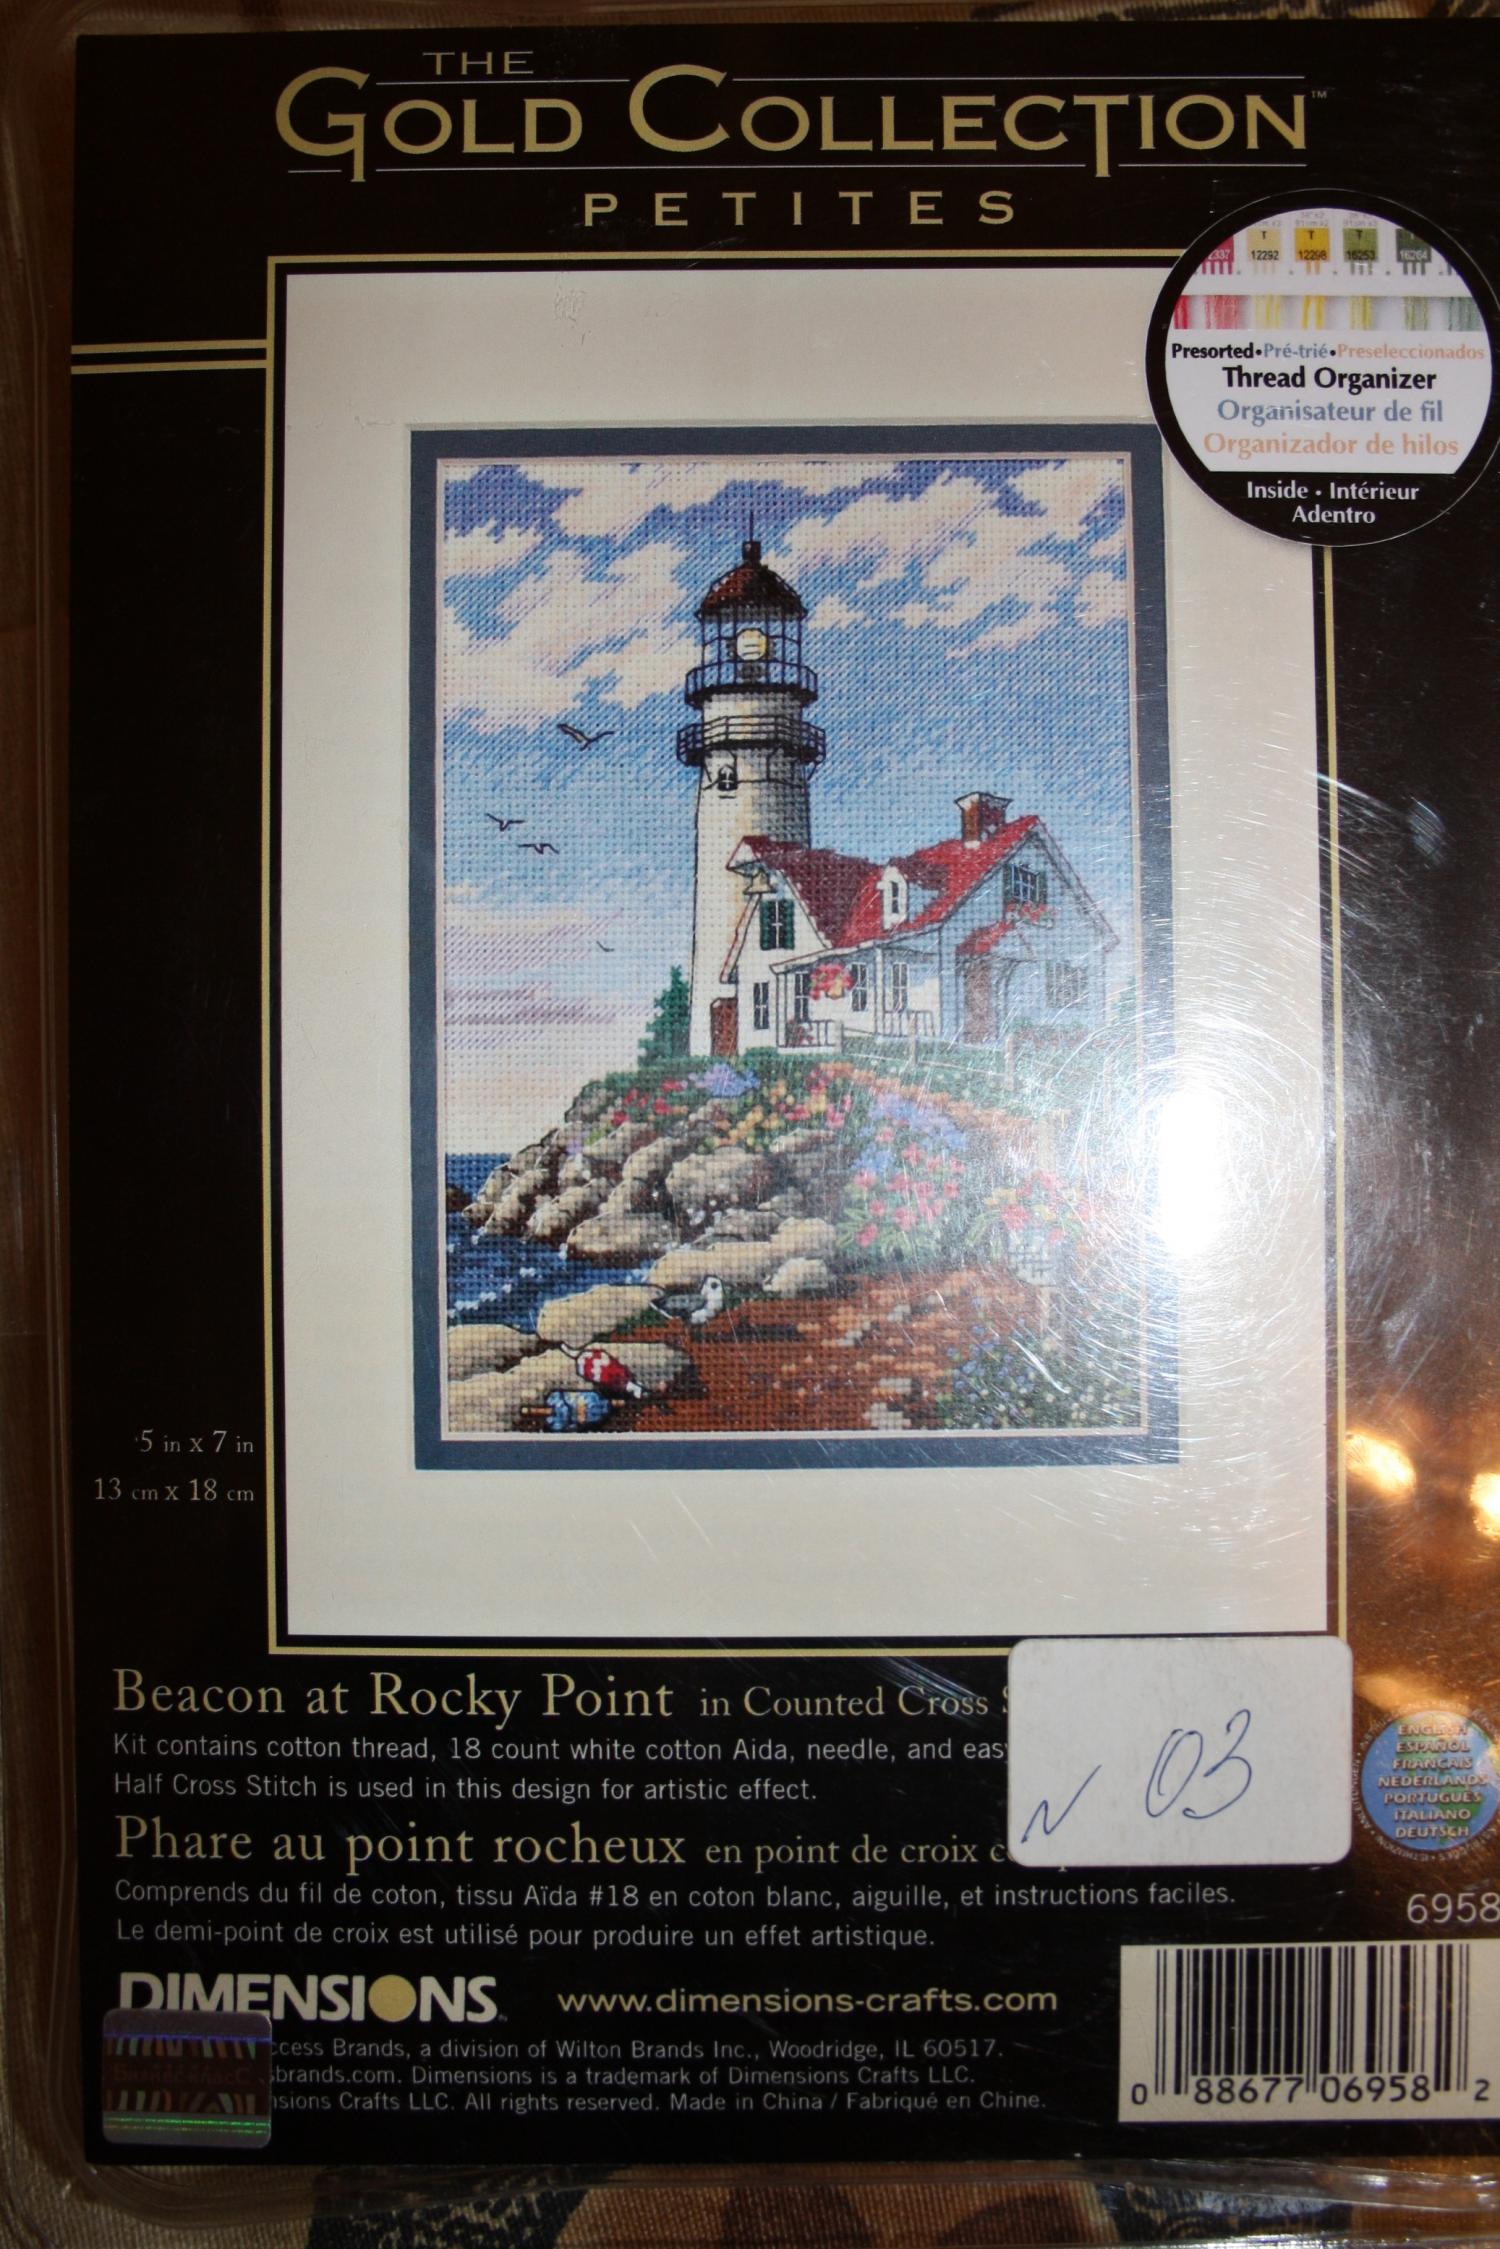 THE
GOLD COLLECTION™
PETITES
12292 12298 16253
Presorted•Pré-trié•Preseleccionados
Thread Organizer
Organisateur de fil
Organizador de hilos
Inside • Intérieur
Adentro
5 in x 7 in
13 cm x 18 cm
Beacon at Rocky Point in Counted Cross
Kit contains cotton thread, 18 count white cotton Aida, needle, and
Half Cross Stitch is used in this design for artistic effect.
N 03
Phare au point rocheux en point de croix
Comprends du fil de coton, tissu Aïda #18 en coton blanc, aiguille, et instructions faciles.
Le demi-point de croix est utilisé pour produire un effet artistique.
ENGLISH
ESPAÑOL
FRANÇAIS
NEDERLANDS
PORTUGUÊS
ITALIANO
DEUTSCH
6958
DIMENSIONS
www.dimensions-crafts.com
Brands, a division of Wilton Brands Inc., Woodridge, IL 60517.
brands.com. Dimensions is a trademark of Dimensions Crafts LLC.
Crafts LLC. All rights reserved. Made in China / Fabriqué en Chine.
0 88677 06958 2